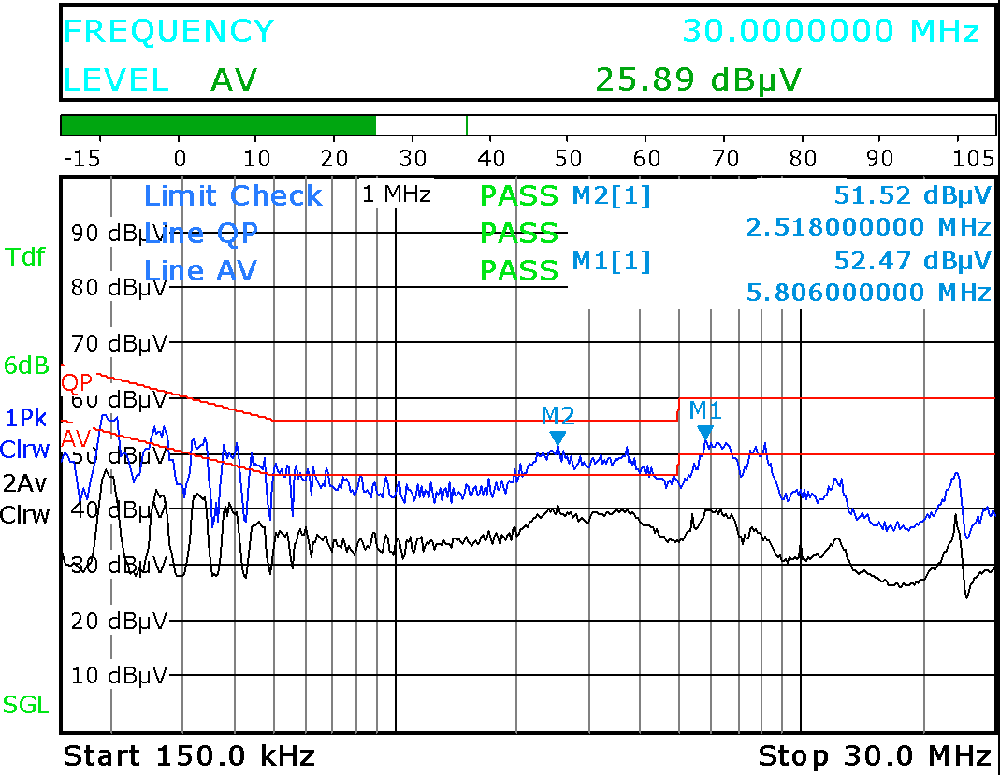 FREQUENCY 30.0000000 MHz
LEVEL AV 25.89 dBµV
-15 0 10 20 30 40 50 60 70 80 90 105
Limit Check 1 MHz PASS M2[1] 51.52 dBµV
2.518000000 MHz
90 dBµV Line QP PASS
Tdf
M1[1] 52.47 dBµV
Line AV PASS
80 dBµV
5.806000000 MHz
70 dBµV
6dB
QP
60 dBµV
M2 M1
1Pk
AV
Clrw
50 dBµV
2Av
40 dBµV
Clrw
30 dBµV
20 dBµV
10 dBµV
SGL
Start 150.0 kHz Stop 30.0 MHz